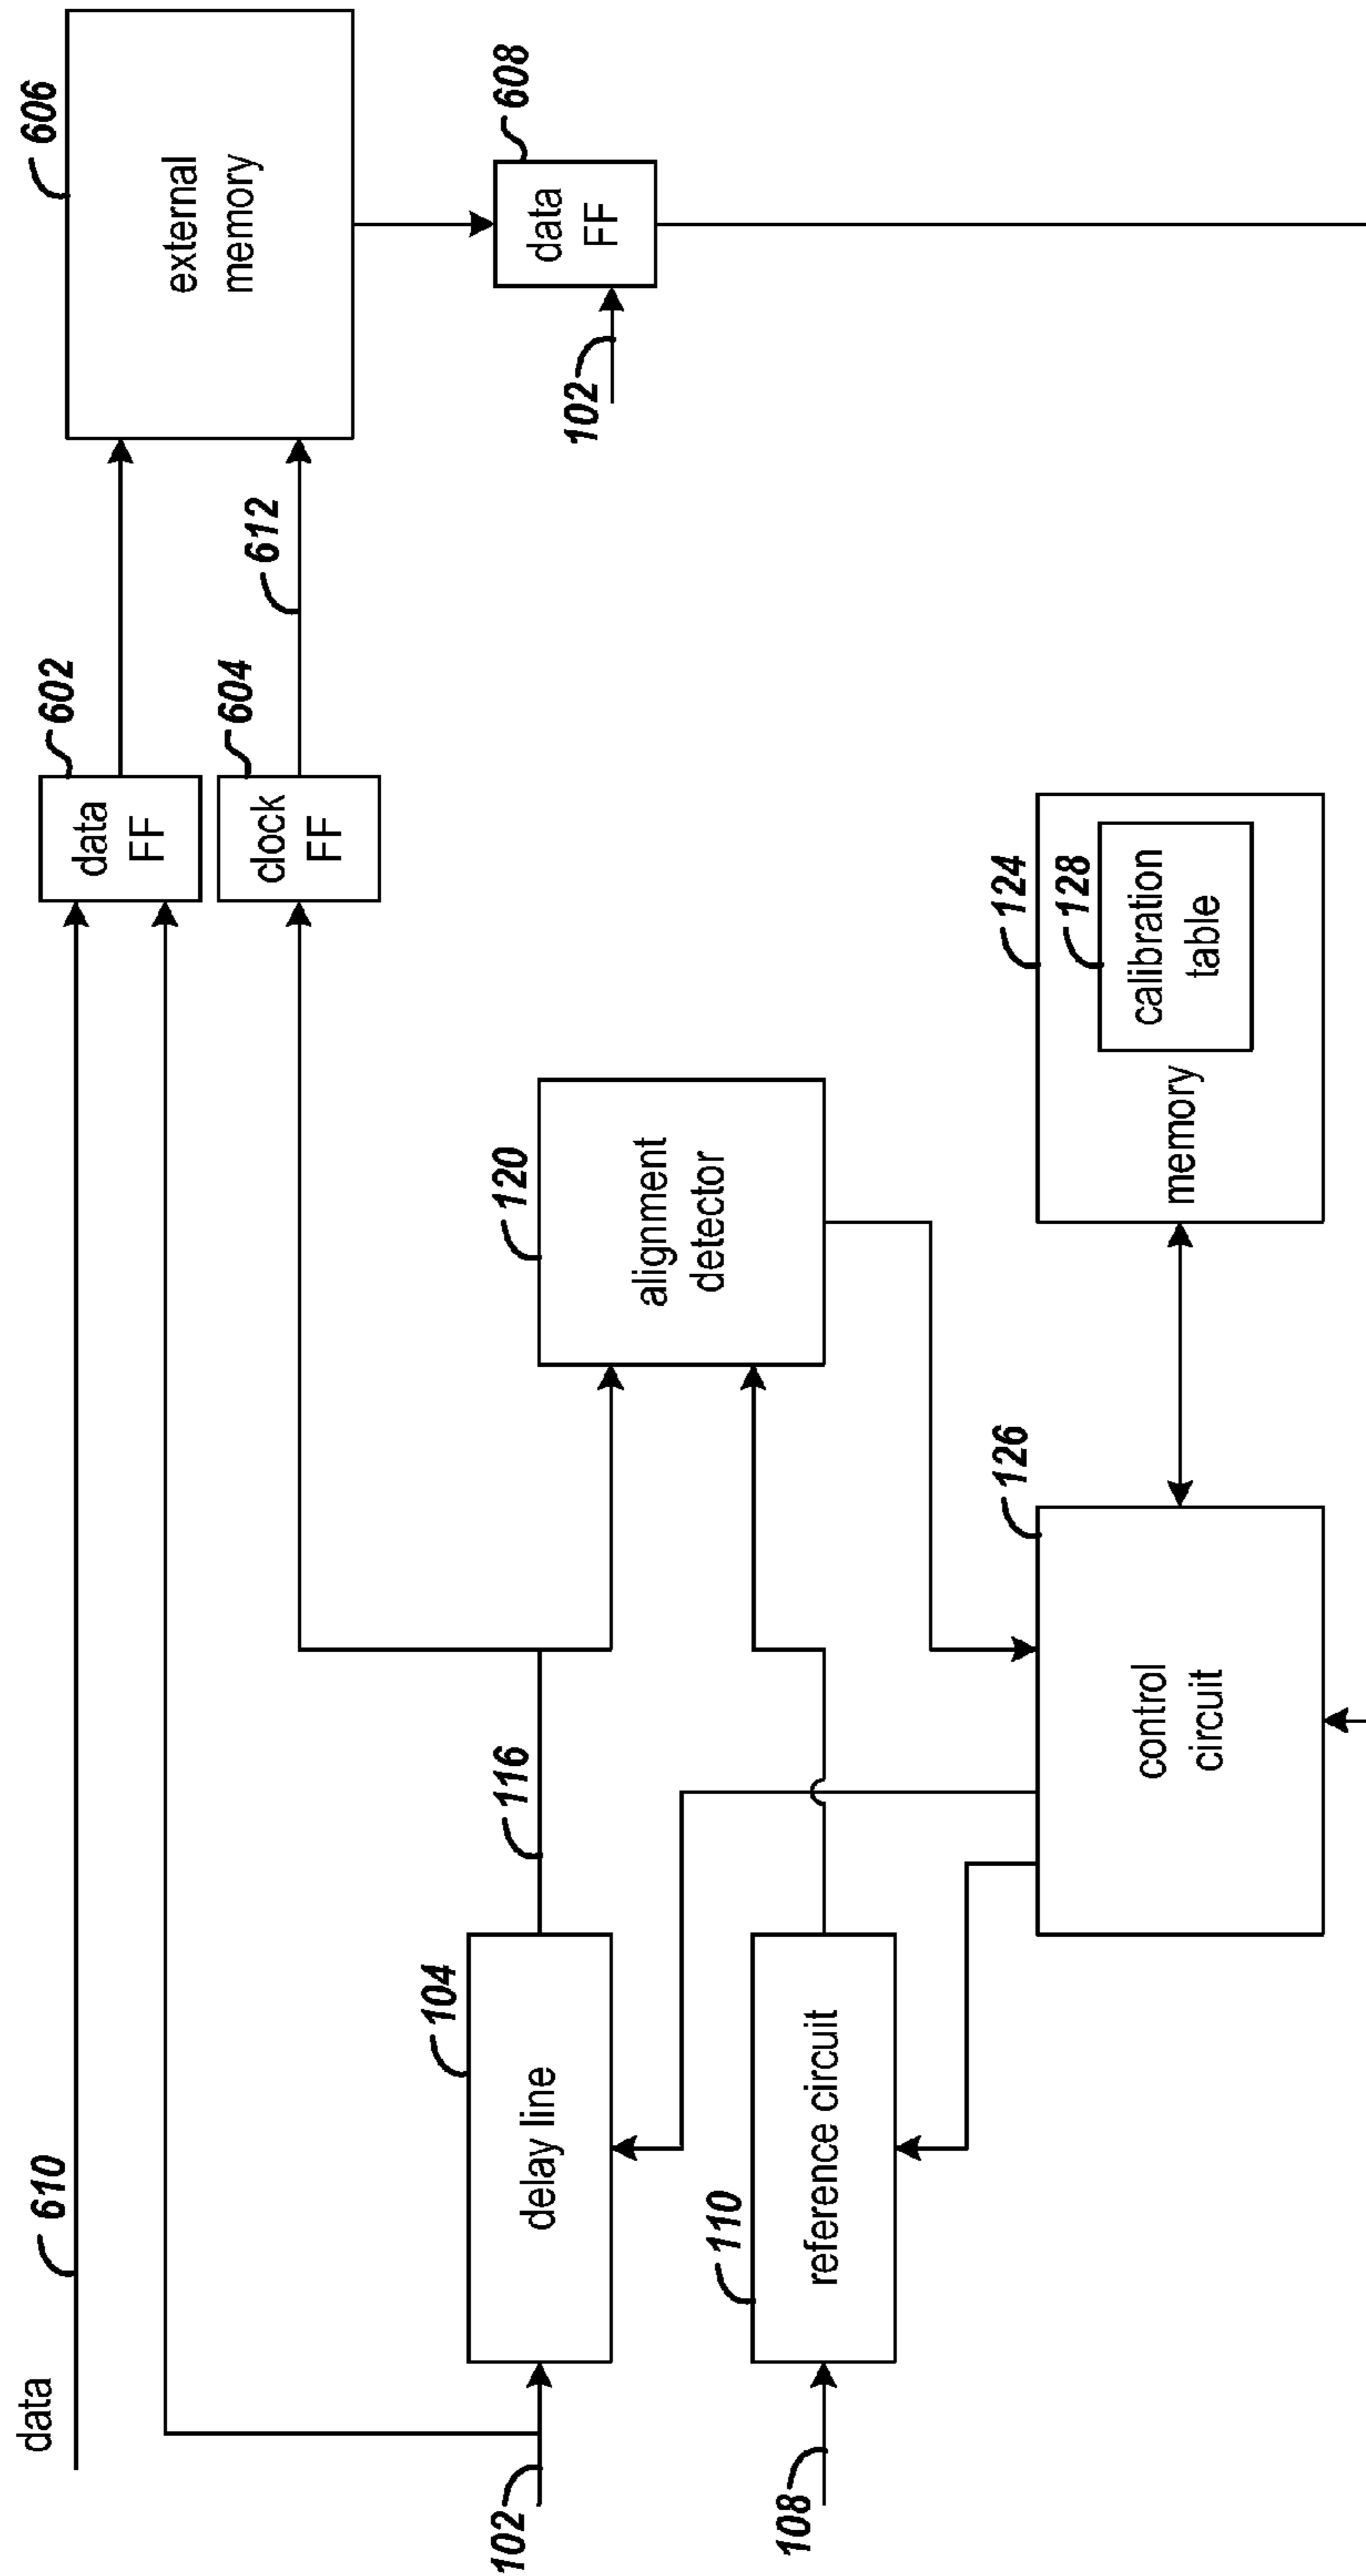 data
610
602
data
FF
606
external
memory
604
clock
FF
612
608
data
FF
102
102
104
delay line
116
120
alignment
detector
108
110
reference circuit
126
control
circuit
124
128
calibration
table
memory